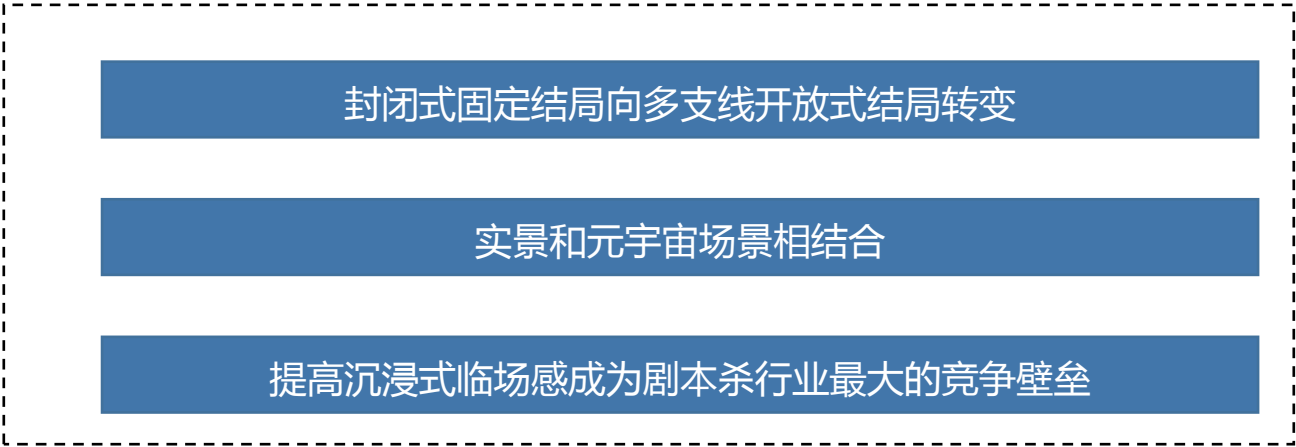 封闭式固定结局向多支线开放式结局转变
实景和元宇宙场景相结合
提高沉浸式临场感成为剧本杀行业最大的竞争壁垒